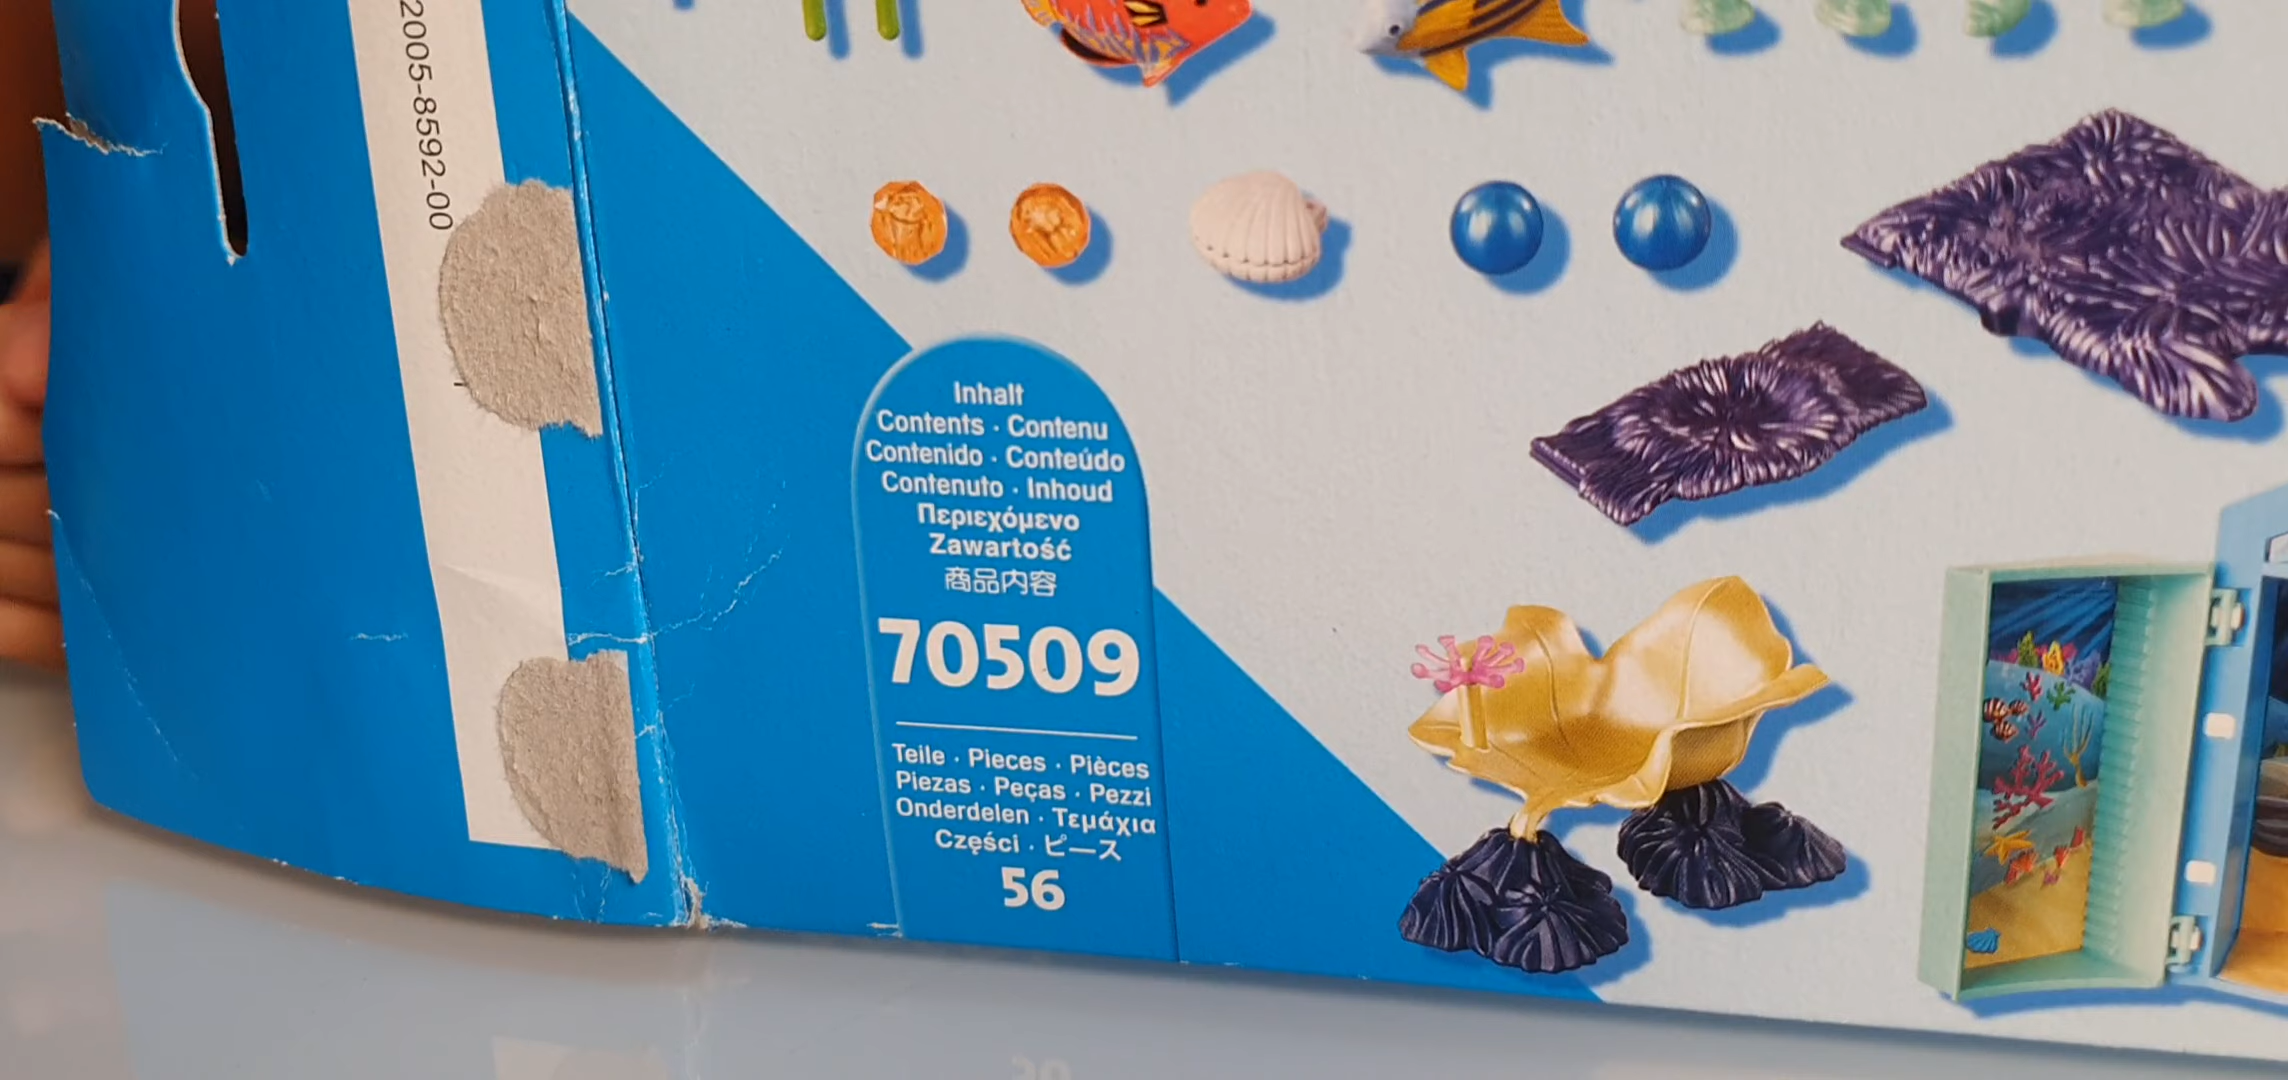 2005-8592-00
Inhalt
Contents · Contenu
Contenido · Conteúdo
Contenuto · Inhoud
Περιεχόμενο
Zawartość
商品内容
70509
Teile · Pieces · Pièces
Piezas · Peças · Pezzi
Onderdelen · Τεμάχια
Części · ピース
56